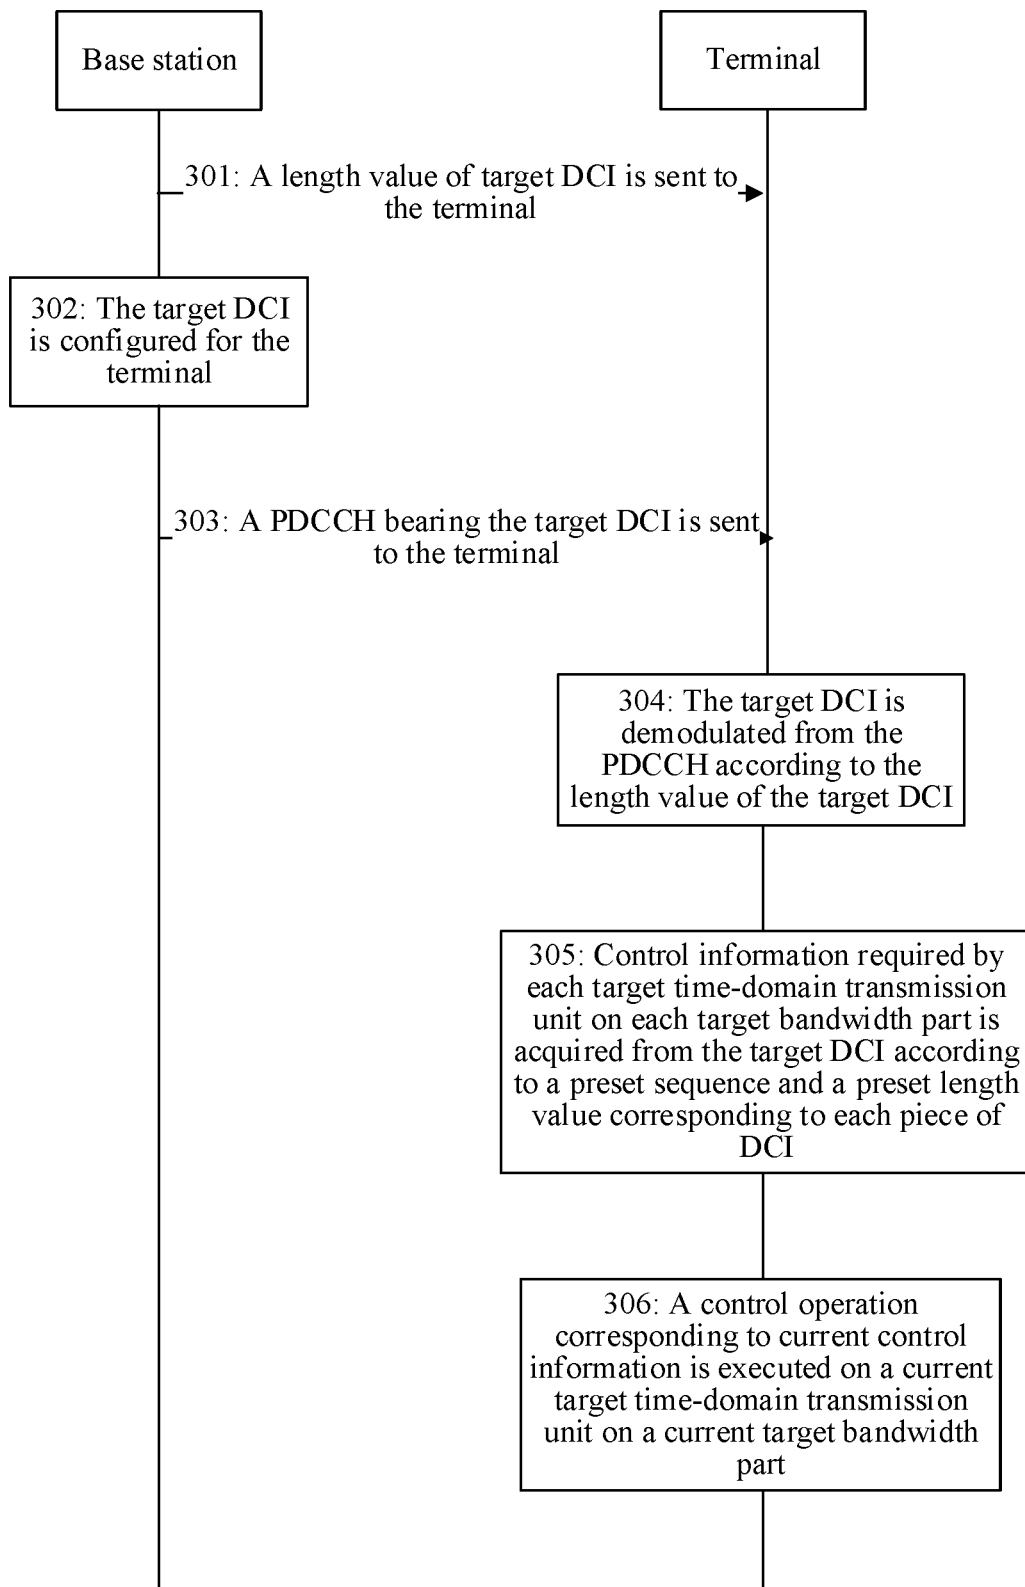 Base station
Terminal
301: A length value of target DCI is sent to
the terminal
302: The target DCI
is configured for the
terminal
303: A PDCCH bearing the target DCI is sent
to the terminal
304: The target DCI is
demodulated from the
PDCCH according to the
length value of the target DCI
305: Control information required by
each target time-domain transmission
unit on each target bandwidth part is
acquired from the target DCI according
to a preset sequence and a preset length
value corresponding to each piece of
DCI
306: A control operation
corresponding to current control
information is executed on a current
target time-domain transmission
unit on a current target bandwidth
part